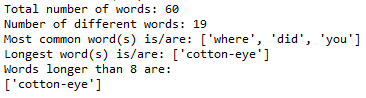 Total number of words: 60
Number of different words: 19
Most common word(s) is/are: ['where', 'did', 'you']
Longest word(s) is/are: ['cotton-eye']
Words longer than 8 are:
['cotton-eye']